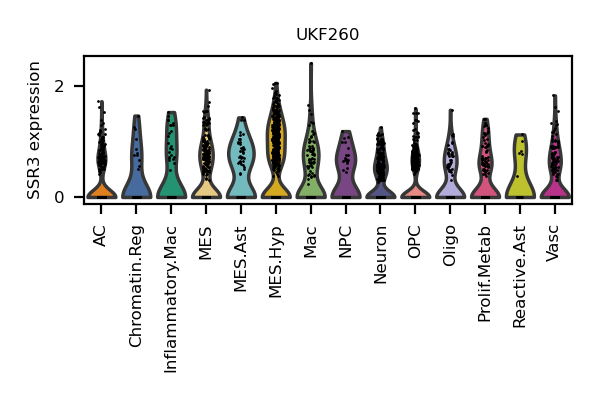 UKF260
SSR3 expression
2
0
AC
Chromatin.Reg
Inflammatory.Mac
MES
MES.Ast
MES.Hyp
Mac
NPC
Neuron
OPC
Oligo
Prolif.Metab
Reactive.Ast
Vasc